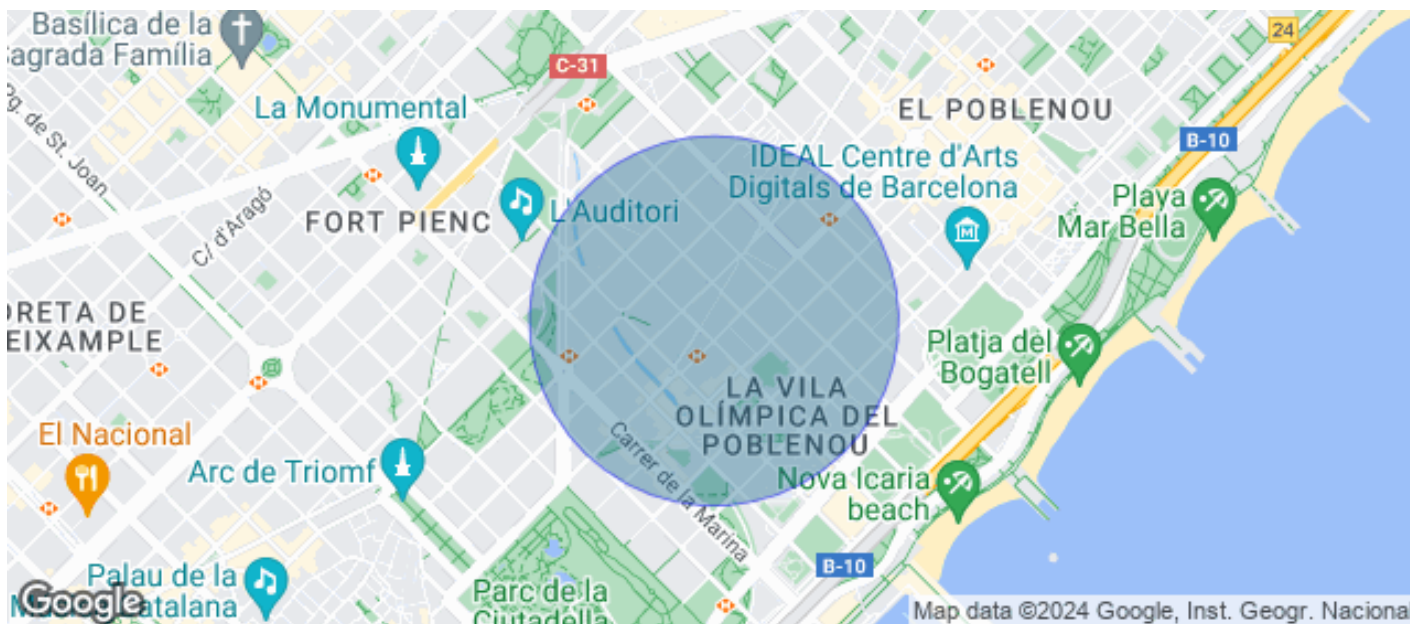 Basílica de la
Sagrada Família
24
C-31
La Monumental
EL POBLENOU
B-10
Pg. de St. Joan
IDEAL Centre d'Arts
Digitals de Barcelona
Playa
Mar Bella
C/ d'Aragó
FORT PIENC
L'Auditori
DRETA DE
EIXAMPLE
Platja del
Bogatell
LA VILA
OLÍMPICA DEL
POBLENOU
El Nacional
Arc de Triomf
Carrer de la Marina
Nova Icaria
beach
B-10
Palau de la
Catalana
Parc de la
Ciutadella
Google
Map data ©2024 Google, Inst. Geogr. Nacional